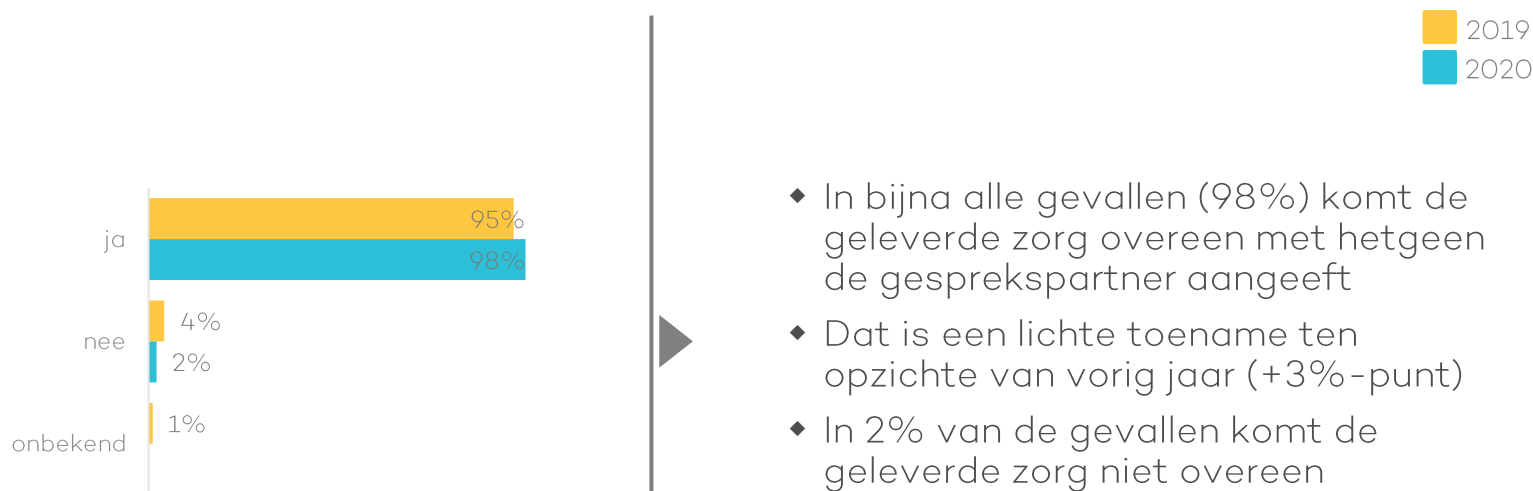 2019
2020
ja
95%
98%
nee
4%
2%
onbekend
1%
◆ In bijna alle gevallen (98%) komt de
geleverde zorg overeen met hetgeen
de gesprekspartner aangeeft
◆ Dat is een lichte toename ten
opzichte van vorig jaar (+3%-punt)
◆ In 2% van de gevallen komt de
geleverde zorg niet overeen